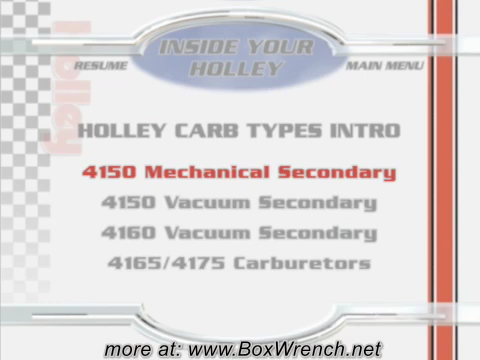 INSIDE YOUR
HOLLEY
RESUME
MAIN MENU
Holley
HOLLEY CARB TYPES INTRO
4150 Mechanical Secondary
4150 Vacuum Secondary
4160 Vacuum Secondary
4165/4175 Carburetors
more at: www.BoxWrench.net